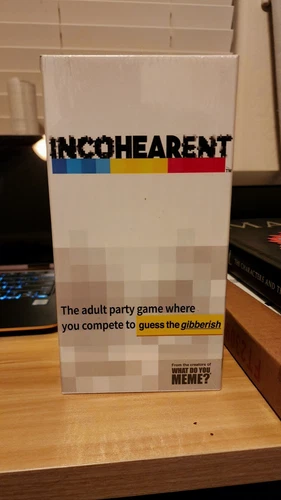 INCOHEARENT
TM
The adult party game where
you compete to guess the gibberish
From the creators of
WHAT DO YOU
MEME?